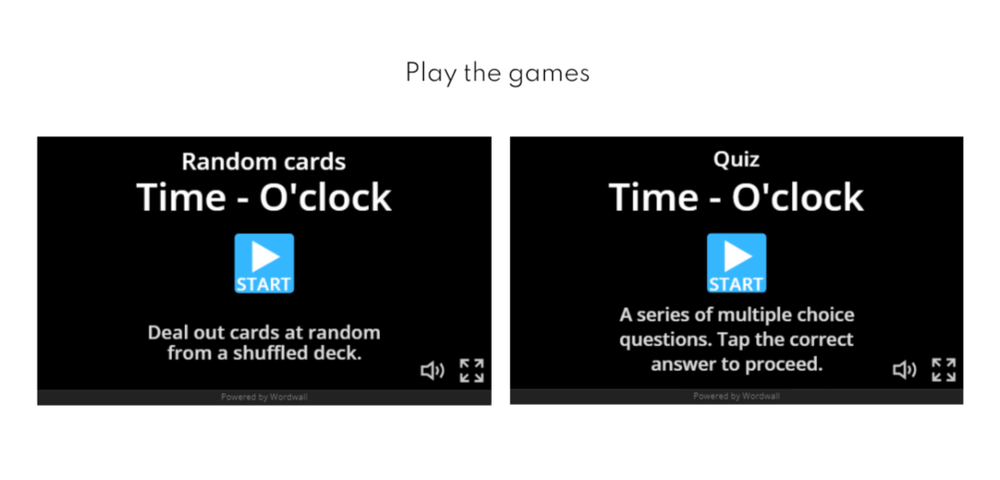 Play the games
Random cards
Time - O'clock
START
Deal out cards at random
from a shuffled deck.
Powered by Wordwall
Quiz
Time - O'clock
START
A series of multiple choice
questions. Tap the correct
answer to proceed.
Powered by Wordwall